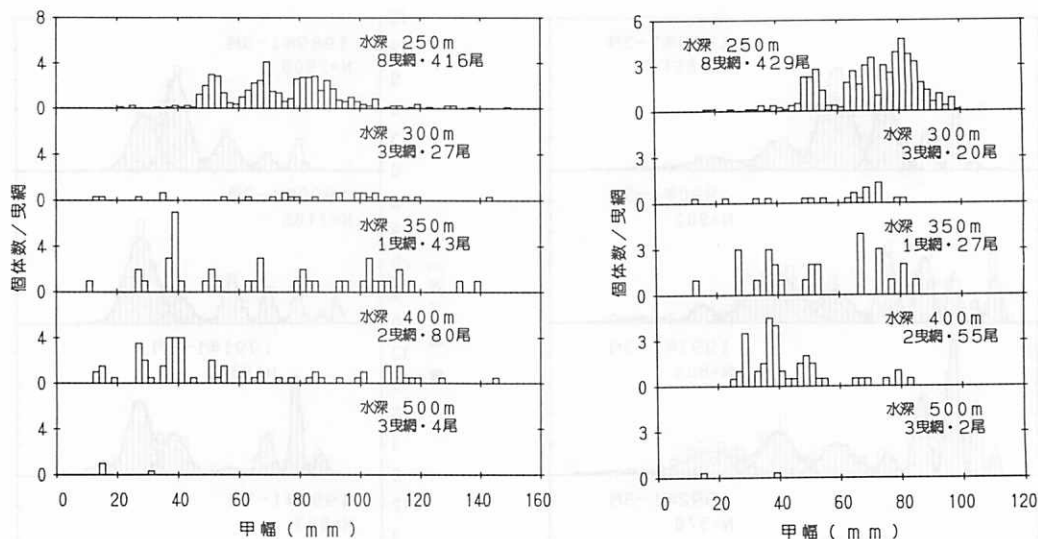 8
4
0
水深 250m
8曳網・416尾
4
0
水深 300m
3曳網・27尾
4
0
水深 350m
1曳網・43尾
4
0
水深 400m
2曳網・80尾
4
0
水深 500m
3曳網・4尾
0 20 40 60 80 100 120 140 160
甲幅(mm)
個体数/曳網
6
3
0
水深 250m
8曳網・429尾
3
0
水深 300m
3曳網・20尾
3
0
水深 350m
1曳網・27尾
3
0
水深 400m
2曳網・55尾
3
0
水深 500m
3曳網・2尾
0 20 40 60 80 100 120
甲幅(mm)
個体数/曳網